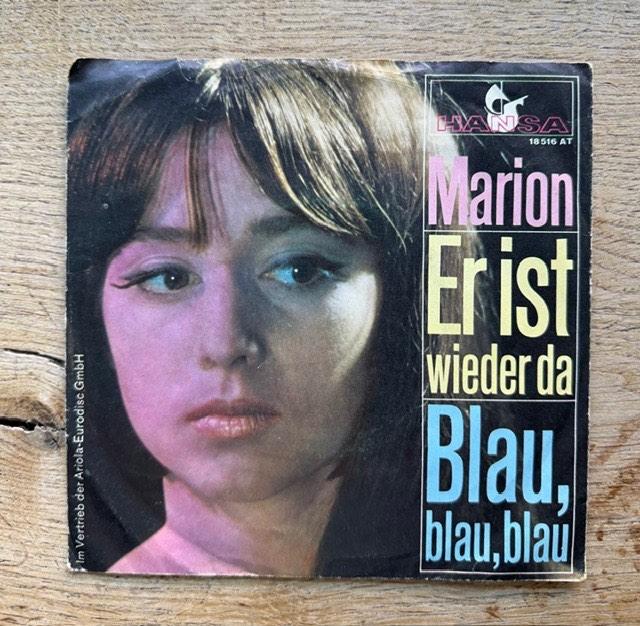 HANSA
18 516 AT
Marion
Er ist
wieder da
Blau,
blau, blau
Im Vertrieb der Ariola-Eurodisc GmbH